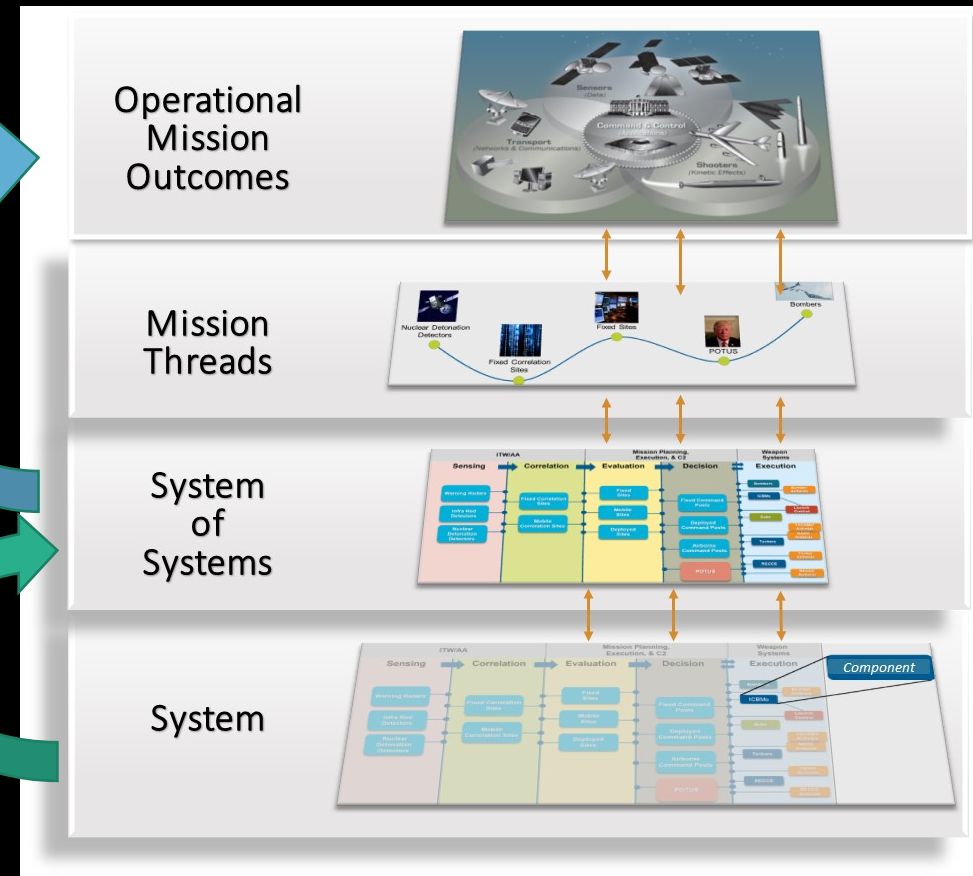 Operational
Mission
Outcomes
Sensors
(Data)
Command & Control
(Applications)
Transport
(Networks & Communications)
Shooters
(Kinetic Effects)
Mission
Threads
Nuclear Detonation
Detectors
Fixed Correlation
Sites
Fixed Sites
POTUS
Bombers
System
of
Systems
ITW/AA
Mission Planning,
Execution, & C2
Weapon
Systems
Sensing
Correlation
Evaluation
Decision
Execution
Warning Radars
Infra Red
Detectors
Nuclear
Detonation
Detectors
Fixed Correlation
Sites
Mobile
Correlation Sites
Fixed
Sites
Mobile
Sites
Deployed
Sites
Fixed Command
Posts
Deployed
Command Posts
Airborne
Command Posts
POTUS
Bombers
ICBMs
Subs
Tankers
RECCE
Launch
Control
System
ITW/AA
Mission Planning,
Execution, & C2
Weapon
Systems
Sensing
Correlation
Evaluation
Decision
Execution
Component
Warning Radars
Infra Red
Detectors
Nuclear
Detonation
Detectors
Fixed Correlation
Sites
Mobile
Correlation Sites
Fixed
Sites
Mobile
Sites
Deployed
Sites
Fixed Command
Posts
Deployed
Command Posts
Airborne
Command Posts
POTUS
ICBMs
Subs
Tankers
RECCE